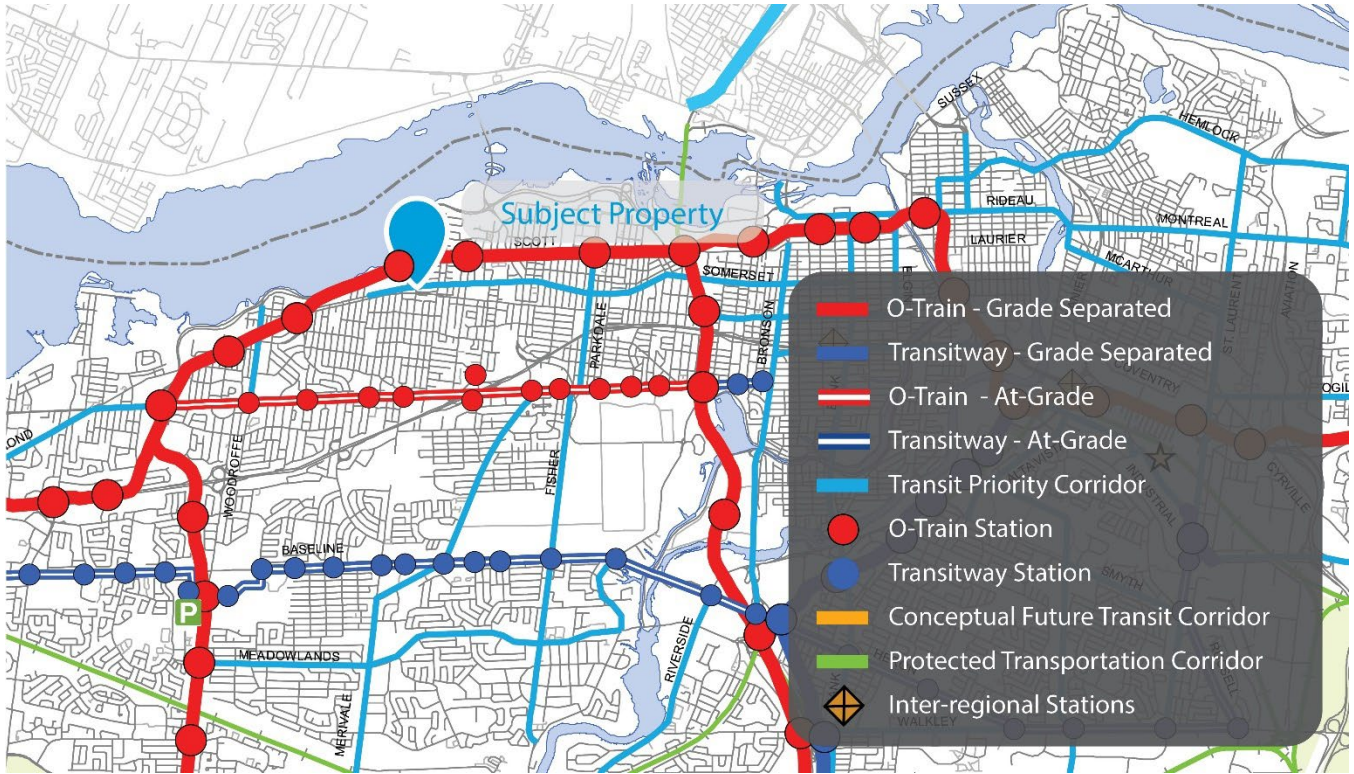 SUSSEX
HEMLOCK
Subject Property
RIDEAU
MONTREAL
SCOTT
LAURIER
SOMERSET
MCARTHUR
AVIATION
ST. LAURENT
PARKDALE
BRONSON
COVENTRY
WOODROFFE
FISHER
INDUSTRIAL
CYRVILLE
BASELINE
SMYTH
MEADOWLANDS
RIVERSIDE
MERIVALE
WALKLEY
P
O-Train - Grade Separated
Transitway - Grade Separated
O-Train - At-Grade
Transitway - At-Grade
Transit Priority Corridor
O-Train Station
Transitway Station
Conceptual Future Transit Corridor
Protected Transportation Corridor
Inter-regional Stations